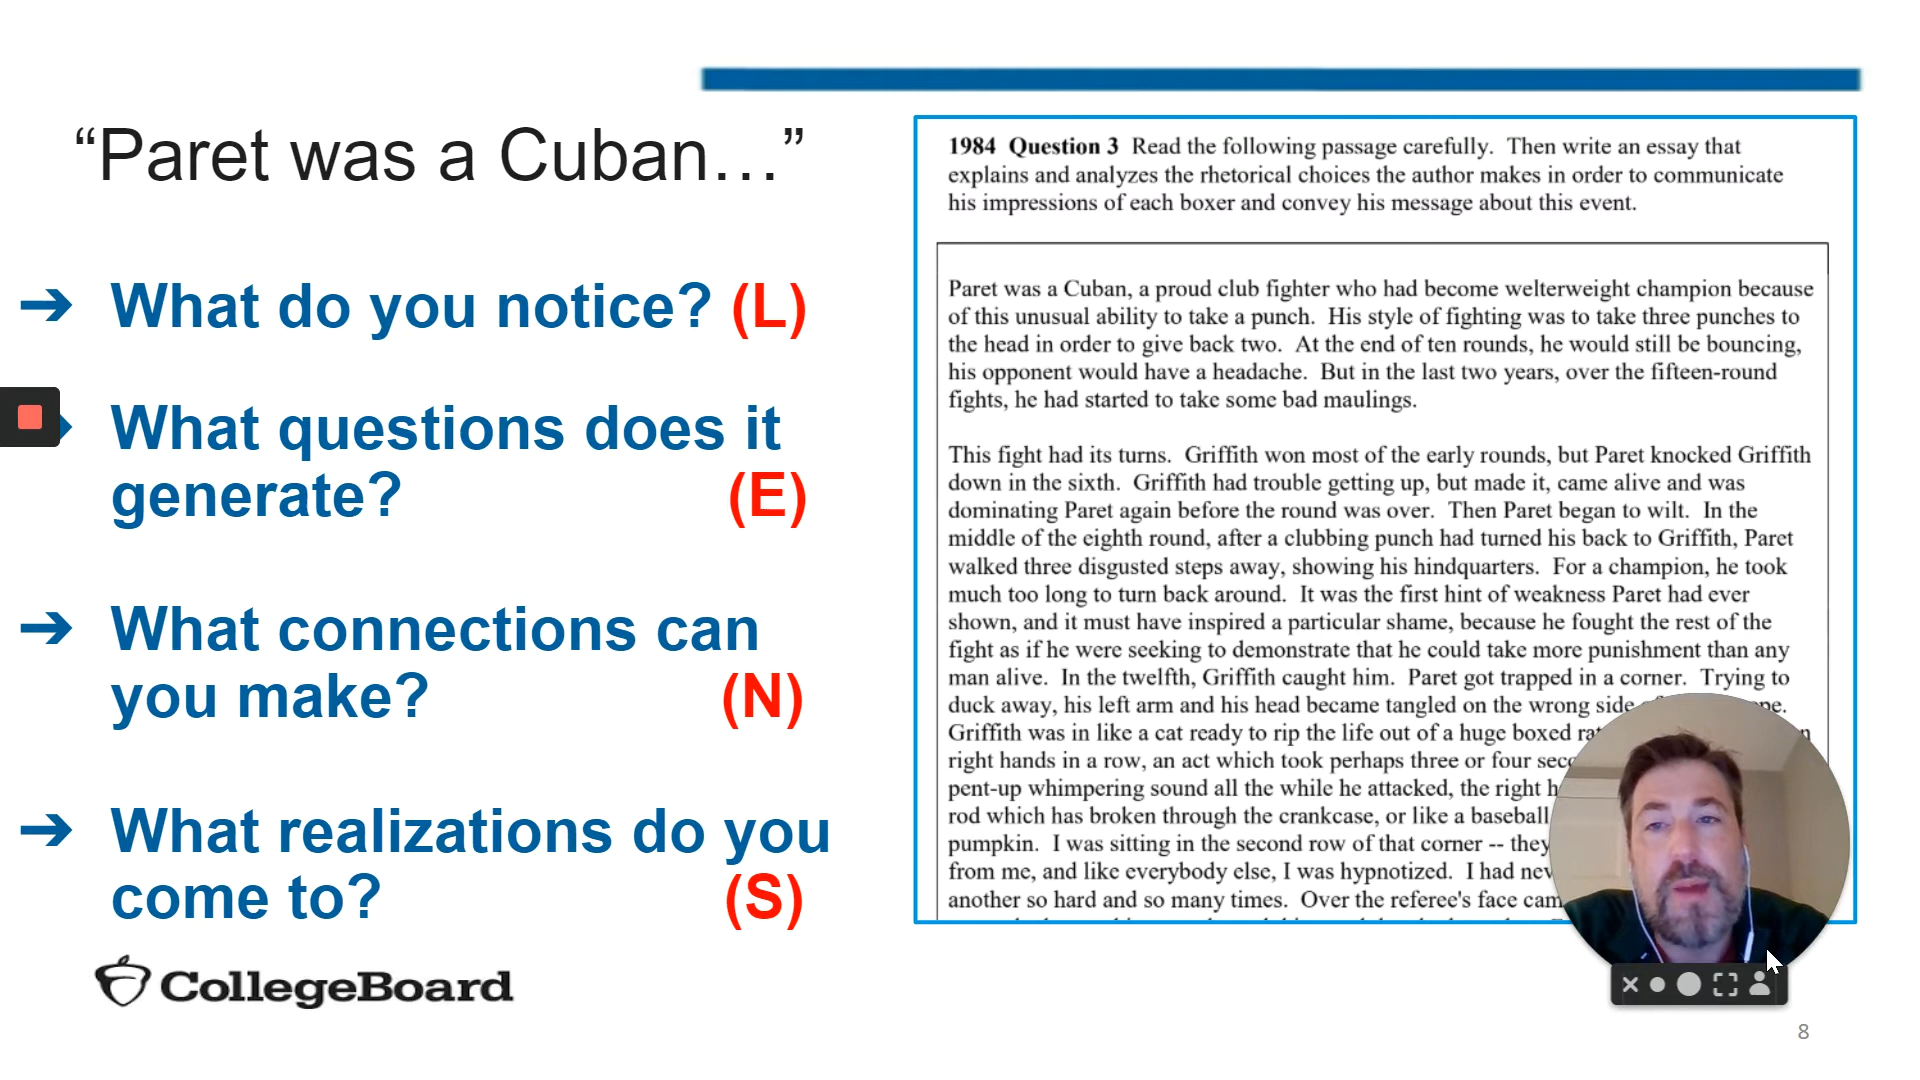 “Paret was a Cuban…”
➔ What do you notice? (L)
What questions does it
generate? (E)
➔ What connections can
you make? (N)
➔ What realizations do you
come to? (S)
CollegeBoard
1984 Question 3 Read the following passage carefully. Then write an essay that
explains and analyzes the rhetorical choices the author makes in order to communicate
his impressions of each boxer and convey his message about this event.
Paret was a Cuban, a proud club fighter who had become welterweight champion because
of this unusual ability to take a punch. His style of fighting was to take three punches to
the head in order to give back two. At the end of ten rounds, he would still be bouncing,
his opponent would have a headache. But in the last two years, over the fifteen-round
fights, he had started to take some bad maulings.
This fight had its turns. Griffith won most of the early rounds, but Paret knocked Griffith
down in the sixth. Griffith had trouble getting up, but made it, came alive and was
dominating Paret again before the round was over. Then Paret began to wilt. In the
middle of the eighth round, after a clubbing punch had turned his back to Griffith, Paret
walked three disgusted steps away, showing his hindquarters. For a champion, he took
much too long to turn back around. It was the first hint of weakness Paret had ever
shown, and it must have inspired a particular shame, because he fought the rest of the
fight as if he were seeking to demonstrate that he could take more punishment than any
man alive. In the twelfth, Griffith caught him. Paret got trapped in a corner. Trying to
duck away, his left arm and his head became tangled on the wrong side
Griffith was in like a cat ready to rip the life out of a huge boxed
right hands in a row, an act which took perhaps three or four
pent-up whimpering sound all the while he attacked, the right
rod which has broken through the crankcase, or like a baseball
pumpkin. I was sitting in the second row of that corner -- they
from me, and like everybody else, I was hypnotized. I had
another so hard and so many times. Over the referee's face
8